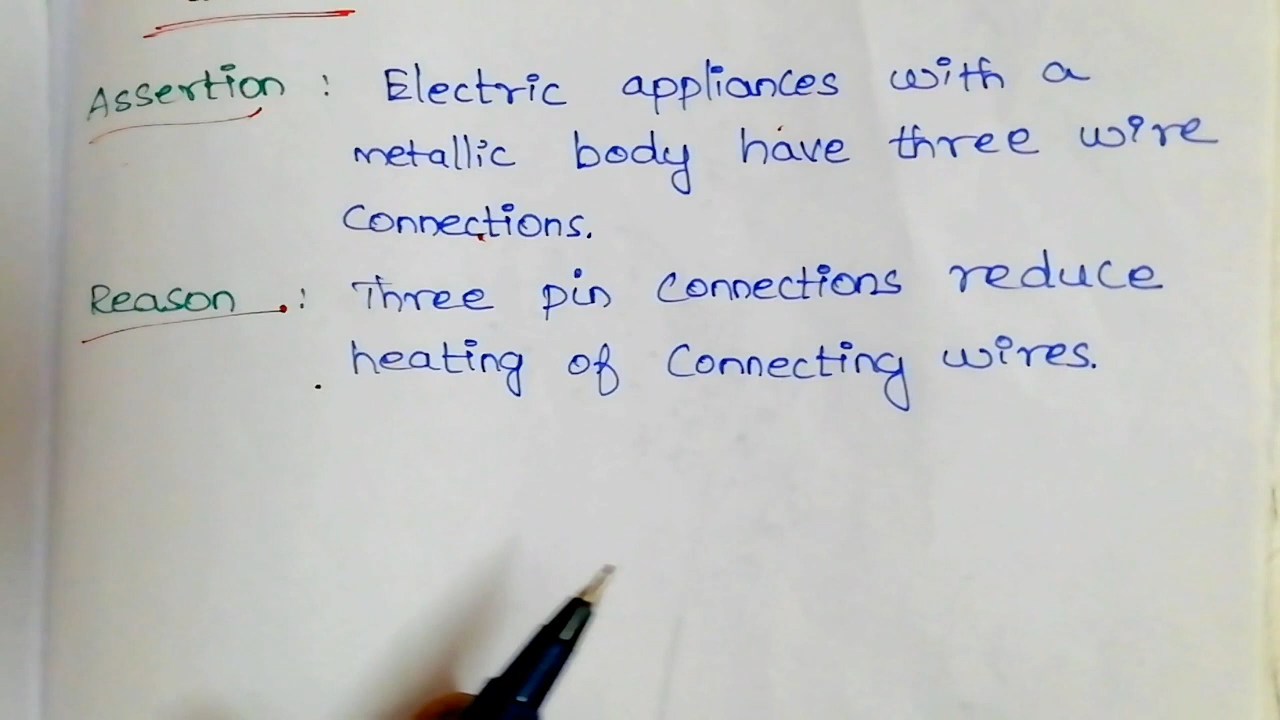 Assertion : Electric appliances with a
metallic body have three wire
Connections.
Reason : Three pin Connections reduce
heating of Connecting wires.